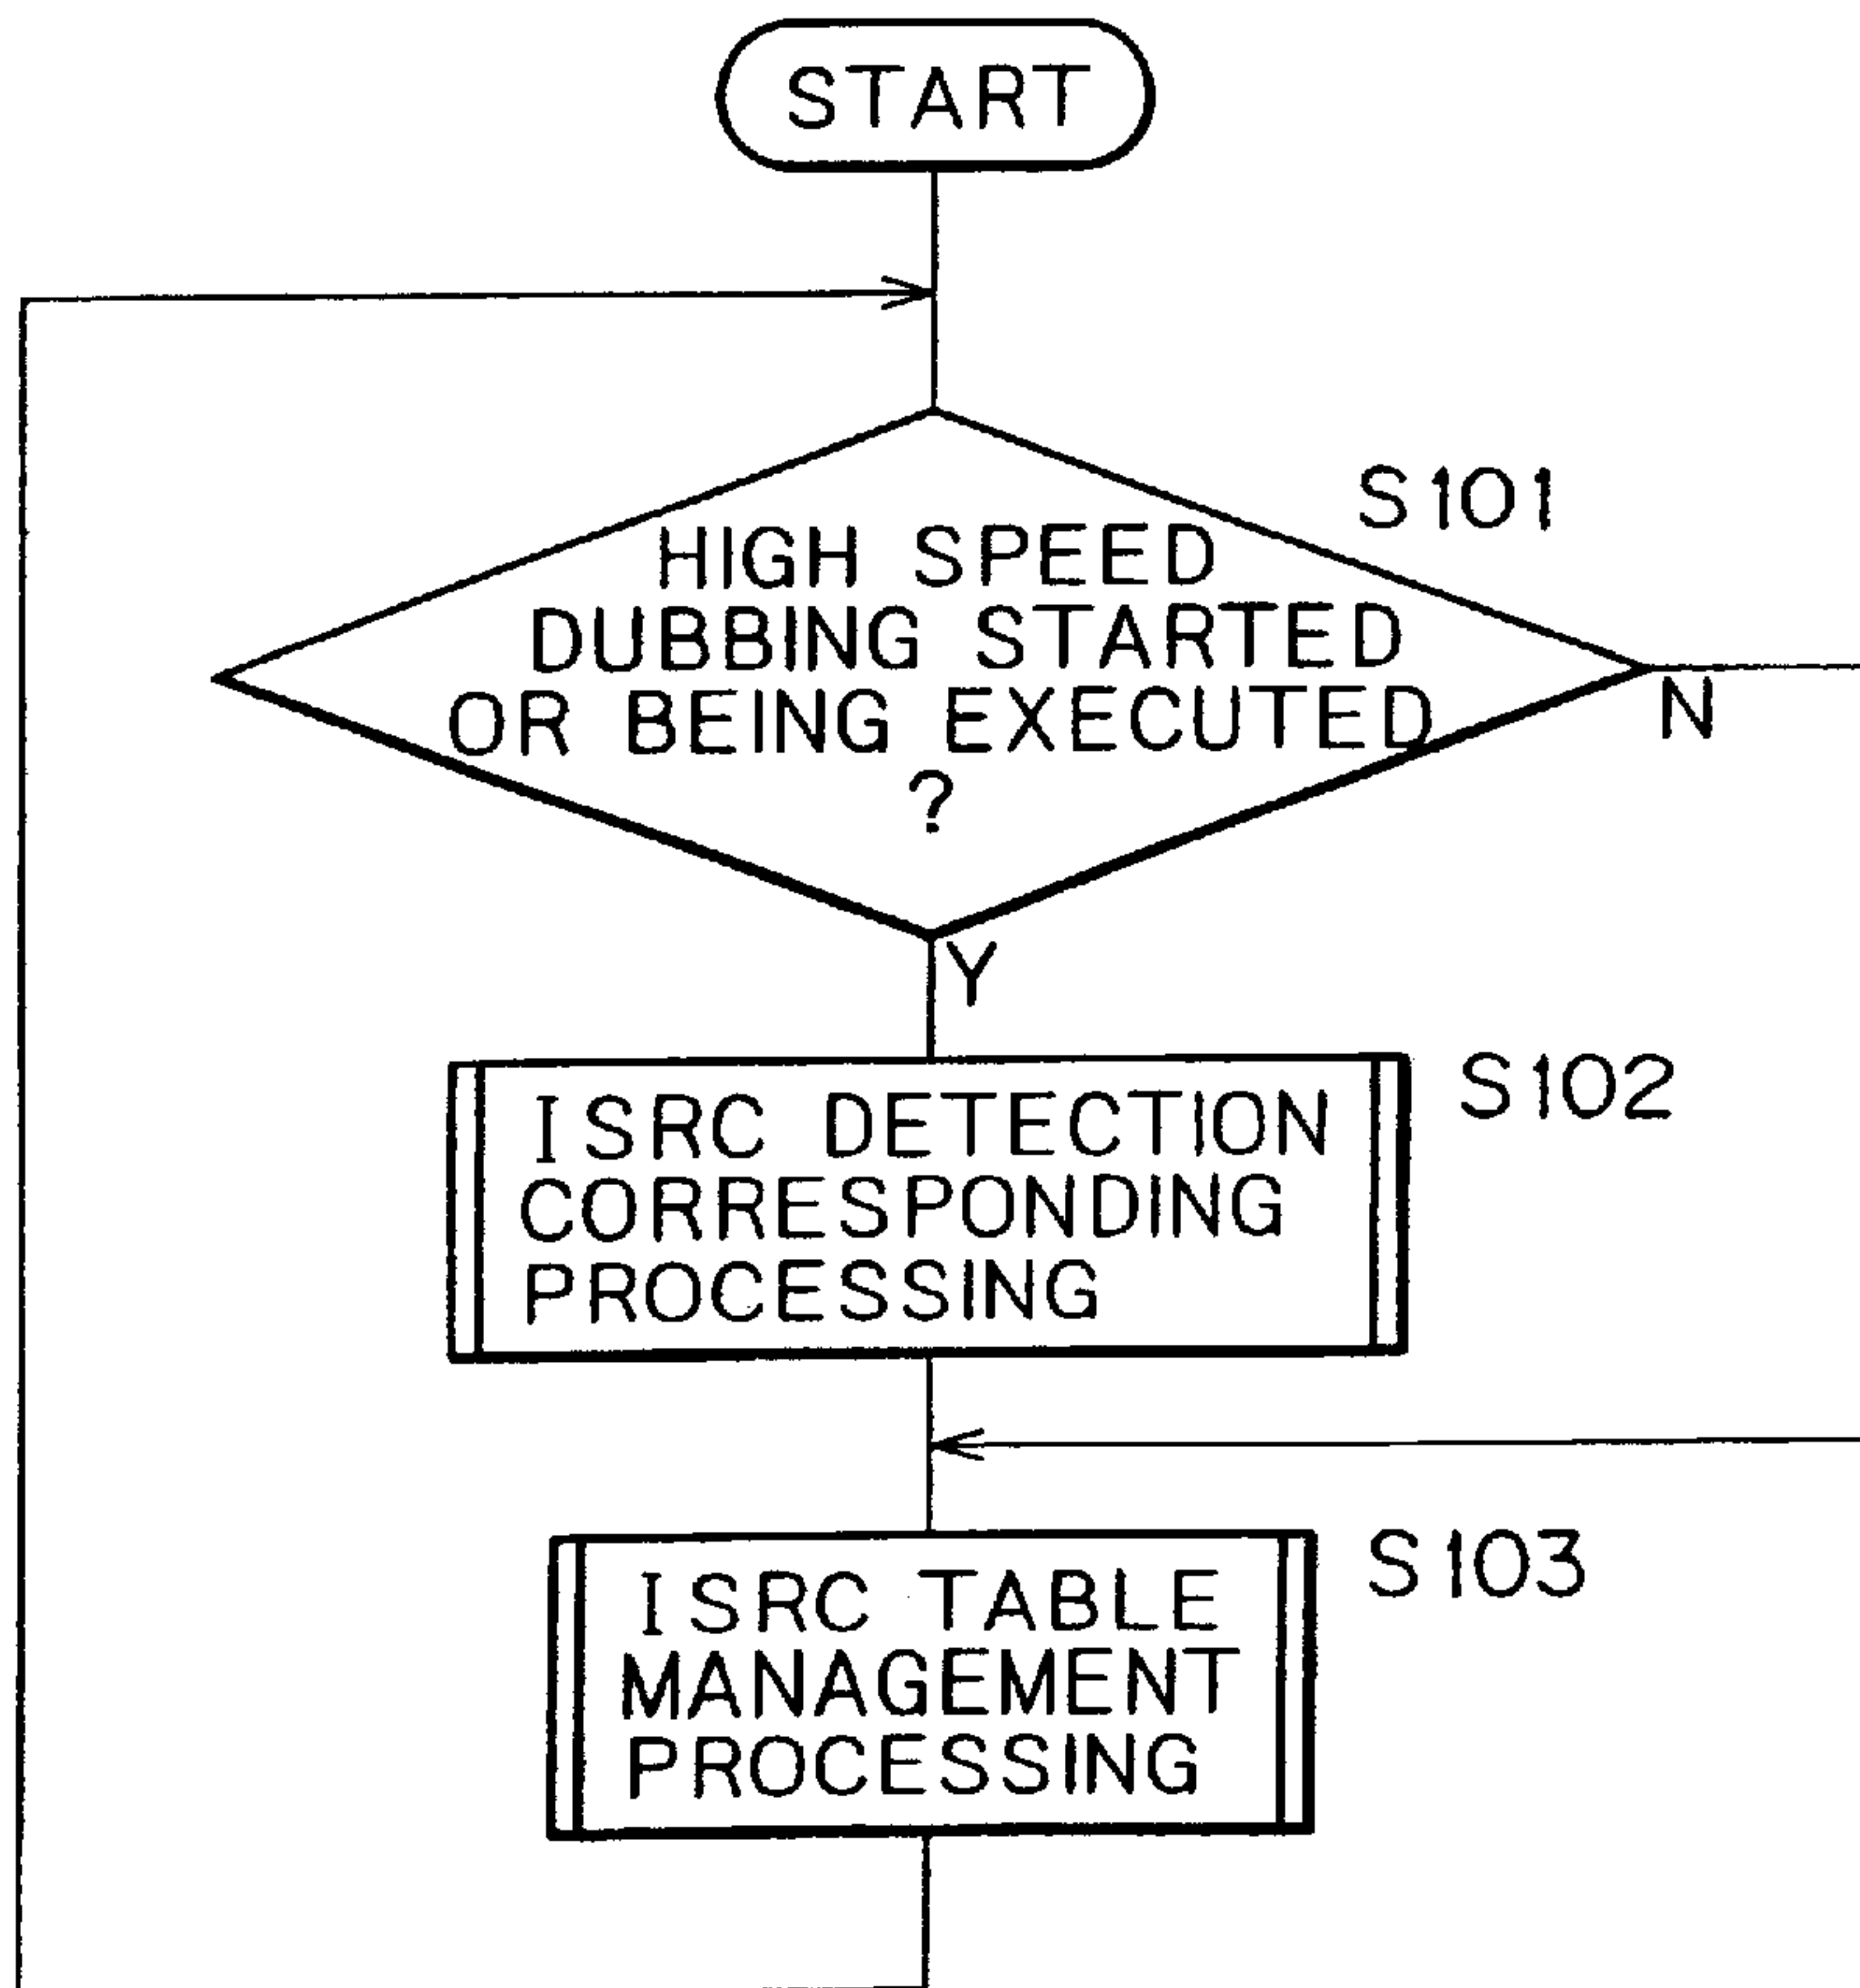 START
S101
HIGH SPEED
DUBBING STARTED
OR BEING EXECUTED
?
N
Y
S102
ISRC DETECTION
CORRESPONDING
PROCESSING
S103
ISRC TABLE
MANAGEMENT
PROCESSING